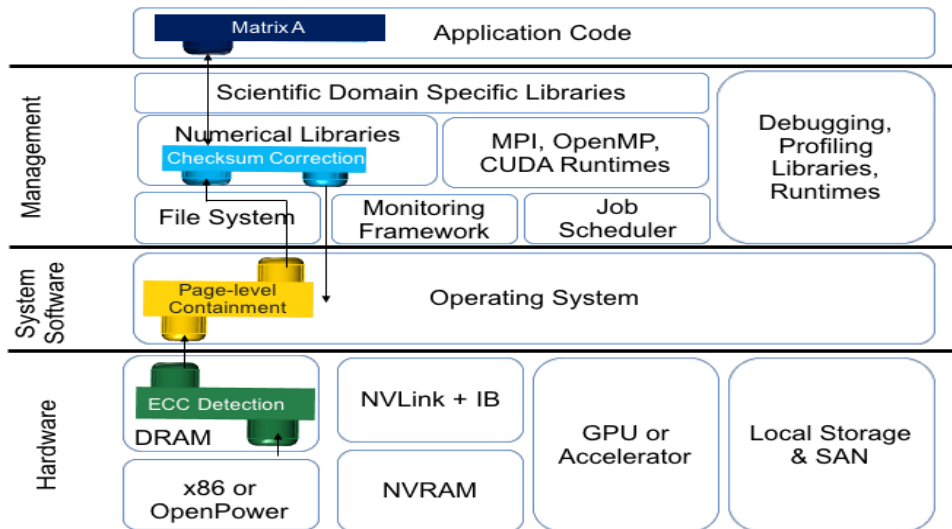 Matrix A
Application Code
Management
Scientific Domain Specific Libraries
Numerical Libraries
Checksum Correction
MPI, OpenMP,
CUDA Runtimes
Debugging,
Profiling
Libraries,
Runtimes
File System
Monitoring
Framework
Job
Scheduler
System
Software
Page-level
Containment
Operating System
Hardware
ECC Detection
DRAM
NVLink + IB
GPU or
Accelerator
Local Storage
& SAN
x86 or
OpenPower
NVRAM